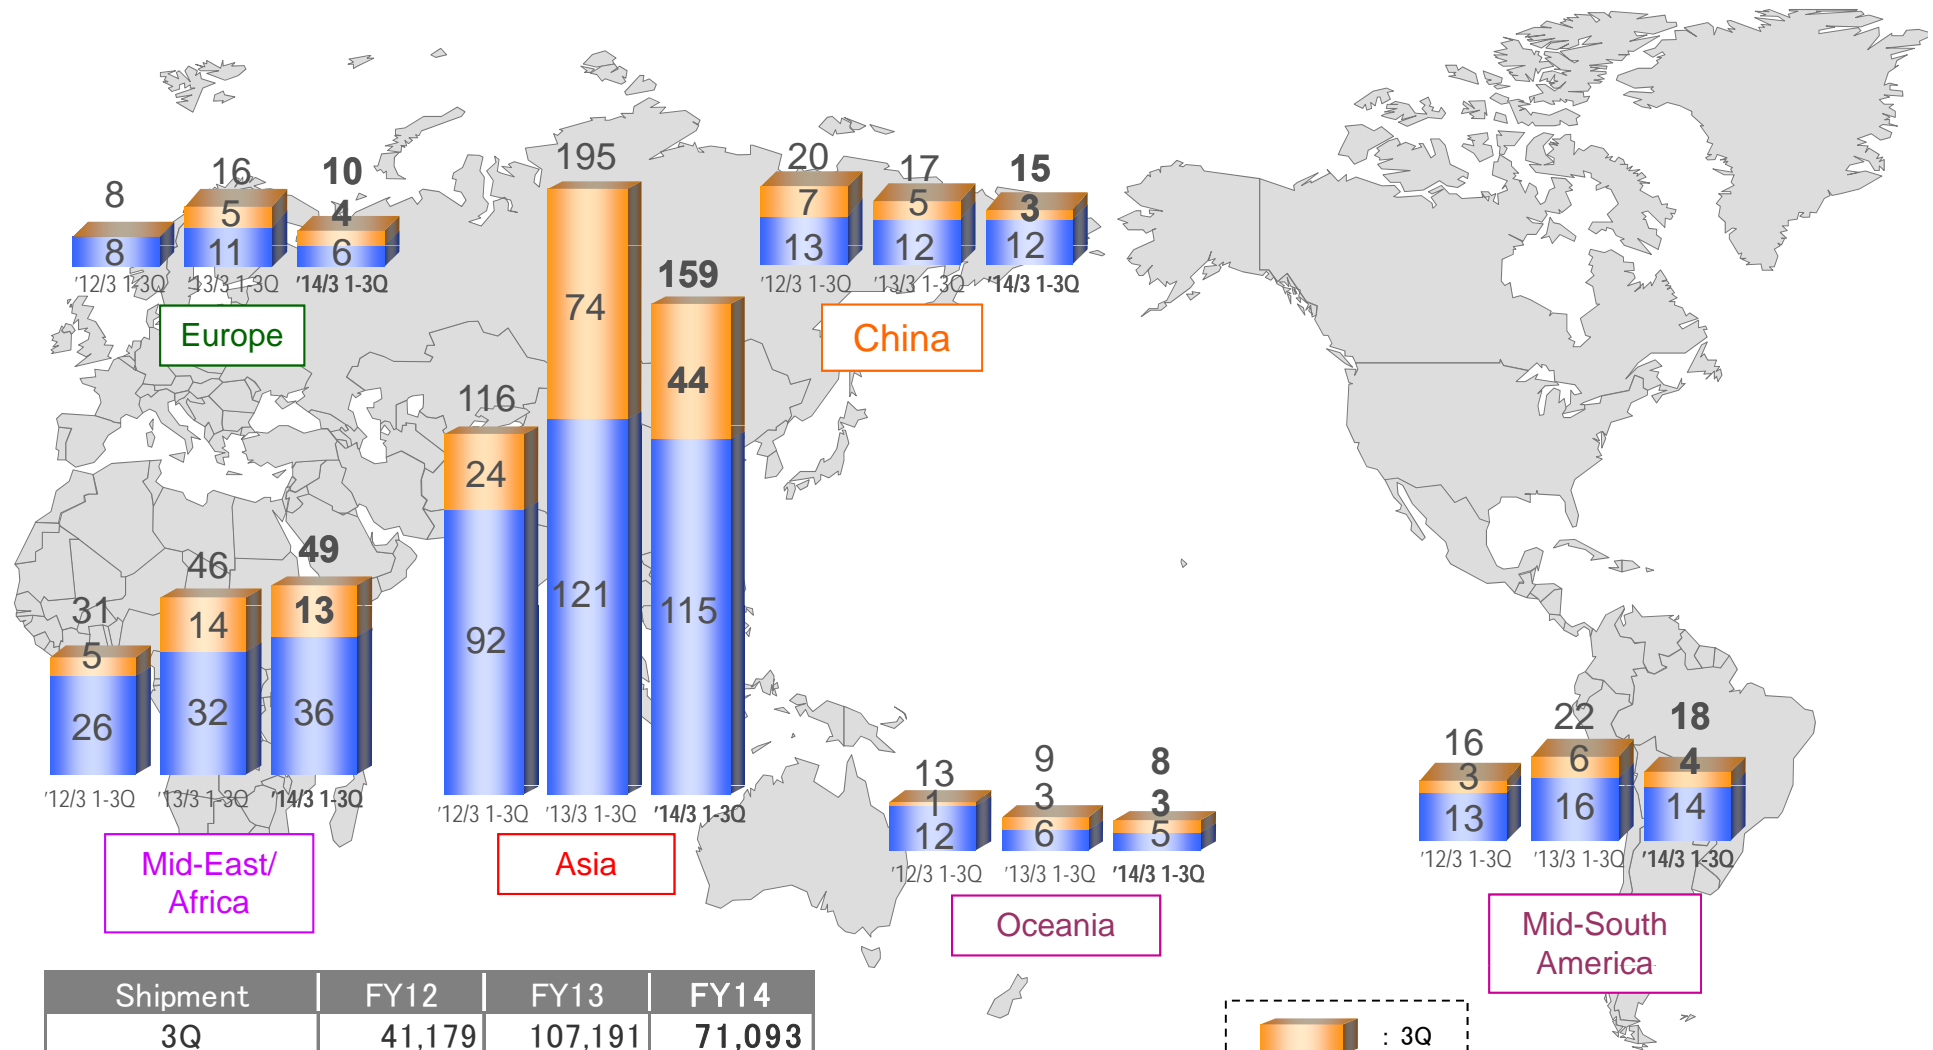 8
8
'12/3 1-3Q
16
5
11
'13/3 1-3Q
10
4
6
'14/3 1-3Q
Europe
195
74
121
'13/3 1-3Q
116
24
92
'12/3 1-3Q
159
44
115
'14/3 1-3Q
Asia
20
7
13
'12/3 1-3Q
17
5
12
'13/3 1-3Q
15
3
12
'14/3 1-3Q
China
31
5
26
'12/3 1-3Q
46
14
32
'13/3 1-3Q
49
13
36
'14/3 1-3Q
Mid-East/
Africa
13
1
12
'12/3 1-3Q
9
3
6
'13/3 1-3Q
8
3
5
'14/3 1-3Q
Oceania
16
3
13
'12/3 1-3Q
22
6
16
'13/3 1-3Q
18
4
14
'14/3 1-3Q
Mid-South
America
Shipment FY12 FY13 FY14
3Q 41,179 107,191 71,093
: 3Q